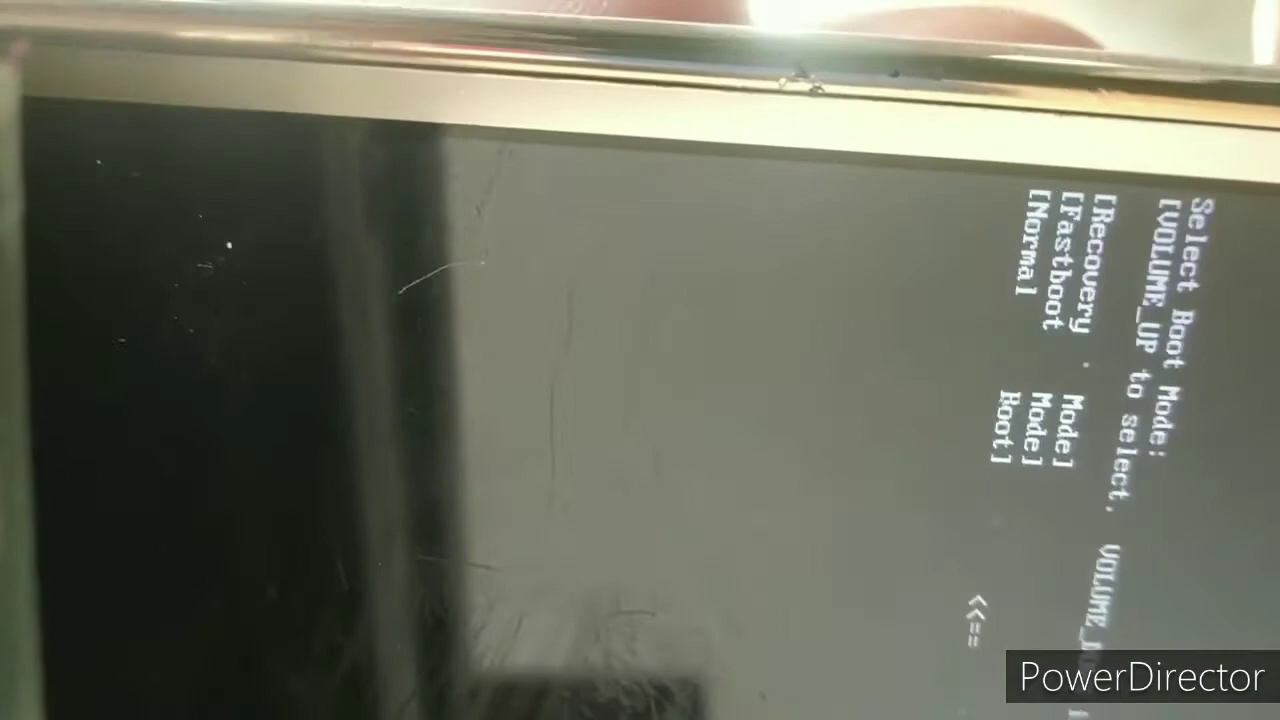 Select Boot Mode:
[VOLUME_UP to select.
[Recovery Mode]
[Fastboot Mode]
[Normal Boot] <<==
PowerDirector